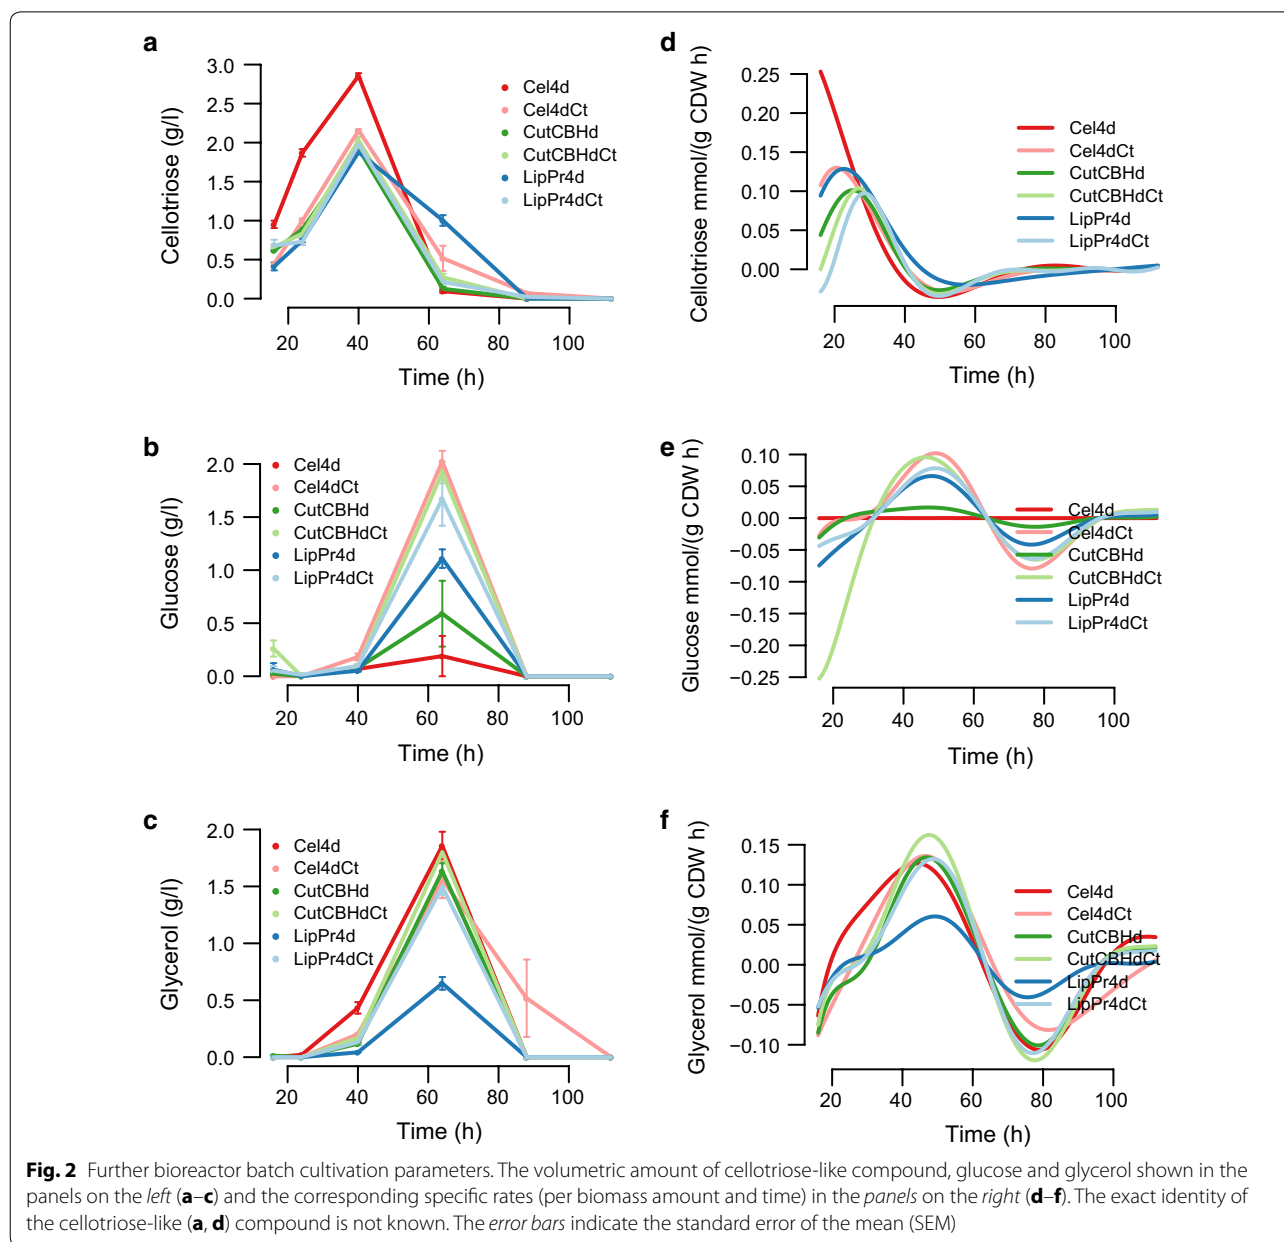 a
3.0
2.5
2.0
1.5
1.0
0.5
0.0
Cellotriose (g/l)
Cel4d
Cel4dCt
CutCBHd
CutCBHdCt
LipPr4d
LipPr4dCt
20 40 60 80 100
Time (h)
d
0.25
0.20
0.15
0.10
0.05
0.00
Cellotriose mmol/(g CDW h)
Cel4d
Cel4dCt
CutCBHd
CutCBHdCt
LipPr4d
LipPr4dCt
20 40 60 80 100
Time (h)
b
2.0
1.5
1.0
0.5
0.0
Glucose (g/l)
Cel4d
Cel4dCt
CutCBHd
CutCBHdCt
LipPr4d
LipPr4dCt
20 40 60 80 100
Time (h)
e
0.10
0.05
0.00
−0.05
−0.10
−0.15
−0.20
−0.25
Glucose mmol/(g CDW h)
Cel4d
Cel4dCt
CutCBHd
CutCBHdCt
LipPr4d
LipPr4dCt
20 40 60 80 100
Time (h)
c
2.0
1.5
1.0
0.5
0.0
Glycerol (g/l)
Cel4d
Cel4dCt
CutCBHd
CutCBHdCt
LipPr4d
LipPr4dCt
20 40 60 80 100
Time (h)
f
0.15
0.10
0.05
0.00
−0.05
−0.10
Glycerol mmol/(g CDW h)
Cel4d
Cel4dCt
CutCBHd
CutCBHdCt
LipPr4d
LipPr4dCt
20 40 60 80 100
Time (h)
Fig. 2 Further bioreactor batch cultivation parameters. The volumetric amount of cellotriose-like compound, glucose and glycerol shown in the
panels on the left (a–c) and the corresponding specific rates (per biomass amount and time) in the panels on the right (d–f). The exact identity of
the cellotriose-like (a, d) compound is not known. The error bars indicate the standard error of the mean (SEM)